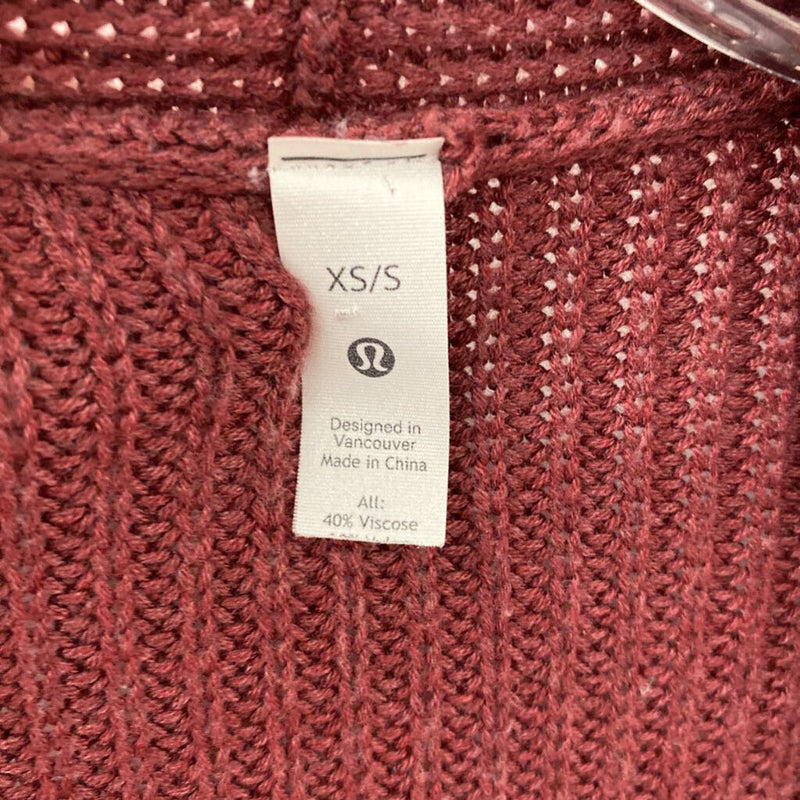 XS/S
Designed in
Vancouver
Made in China
All:
40% Viscose